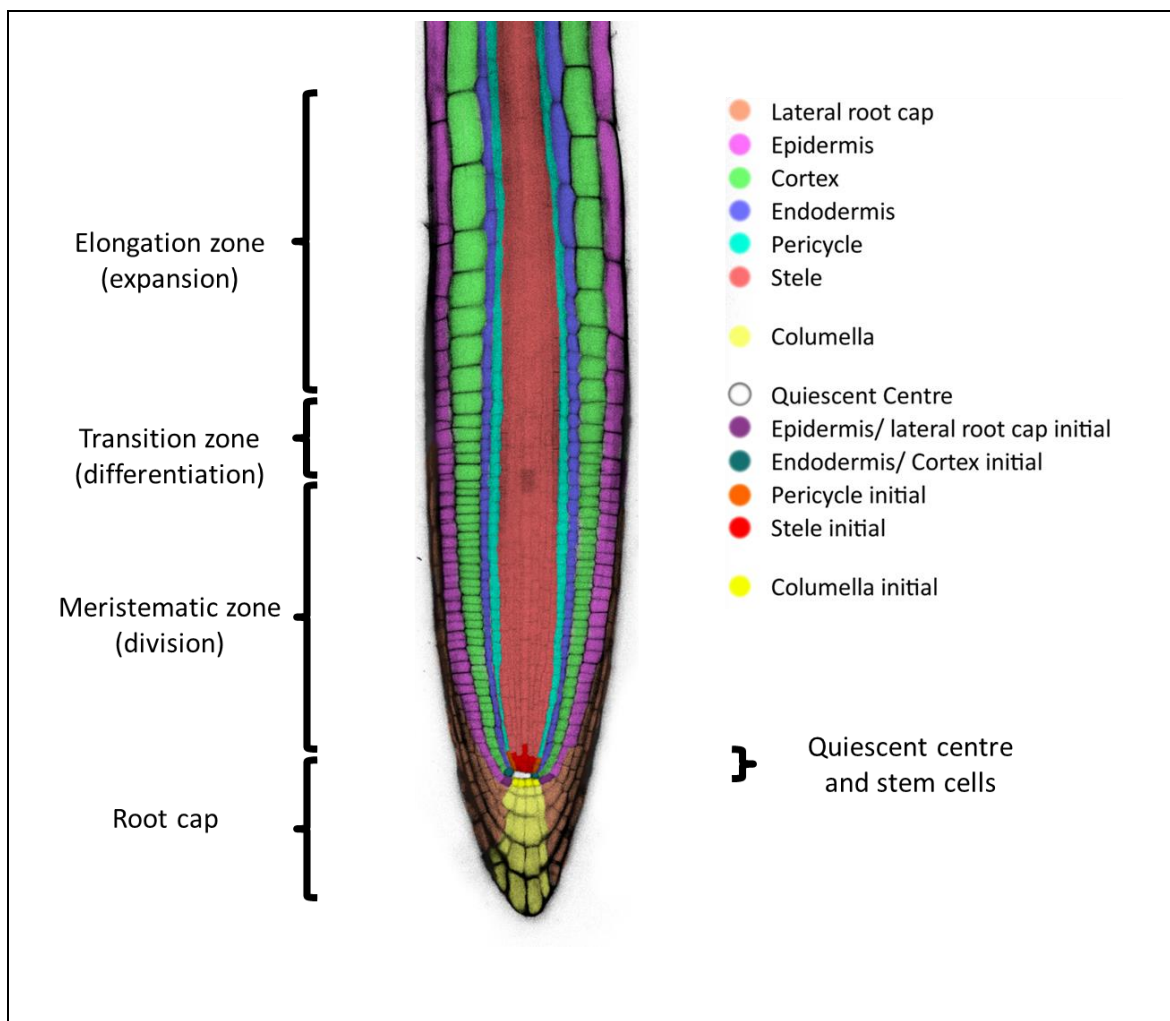 Elongation zone
(expansion)
Transition zone
(differentiation)
Meristematic zone
(division)
Root cap
Lateral root cap
Epidermis
Cortex
Endodermis
Pericycle
Stele
Columella
Quiescent Centre
Epidermis/ lateral root cap initial
Endodermis/ Cortex initial
Pericycle initial
Stele initial
Columella initial
Quiescent centre
and stem cells